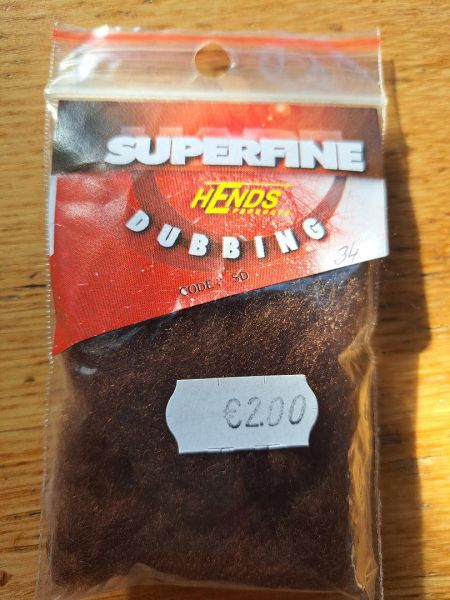 SUPERFINE
HENDS
PRODUCTS
DUBBING
34
CODE: SD
€2.00